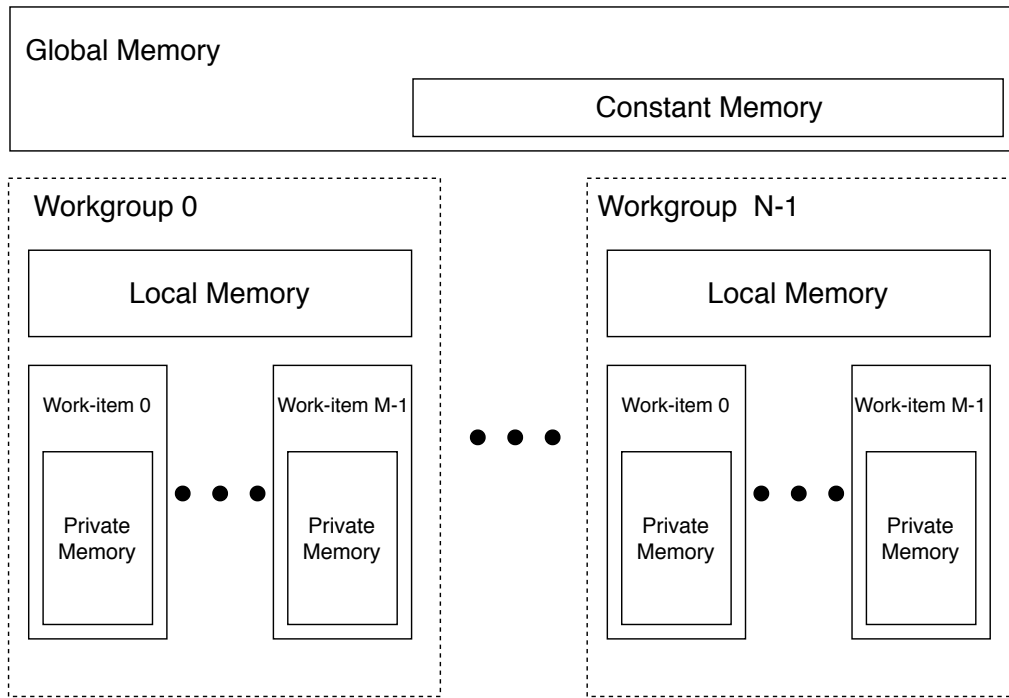 Global Memory
Constant Memory
Workgroup 0
Local Memory
Work-item 0
Work-item M-1
Private
Memory
Private
Memory
Workgroup N-1
Local Memory
Work-item 0
Work-item M-1
Private
Memory
Private
Memory